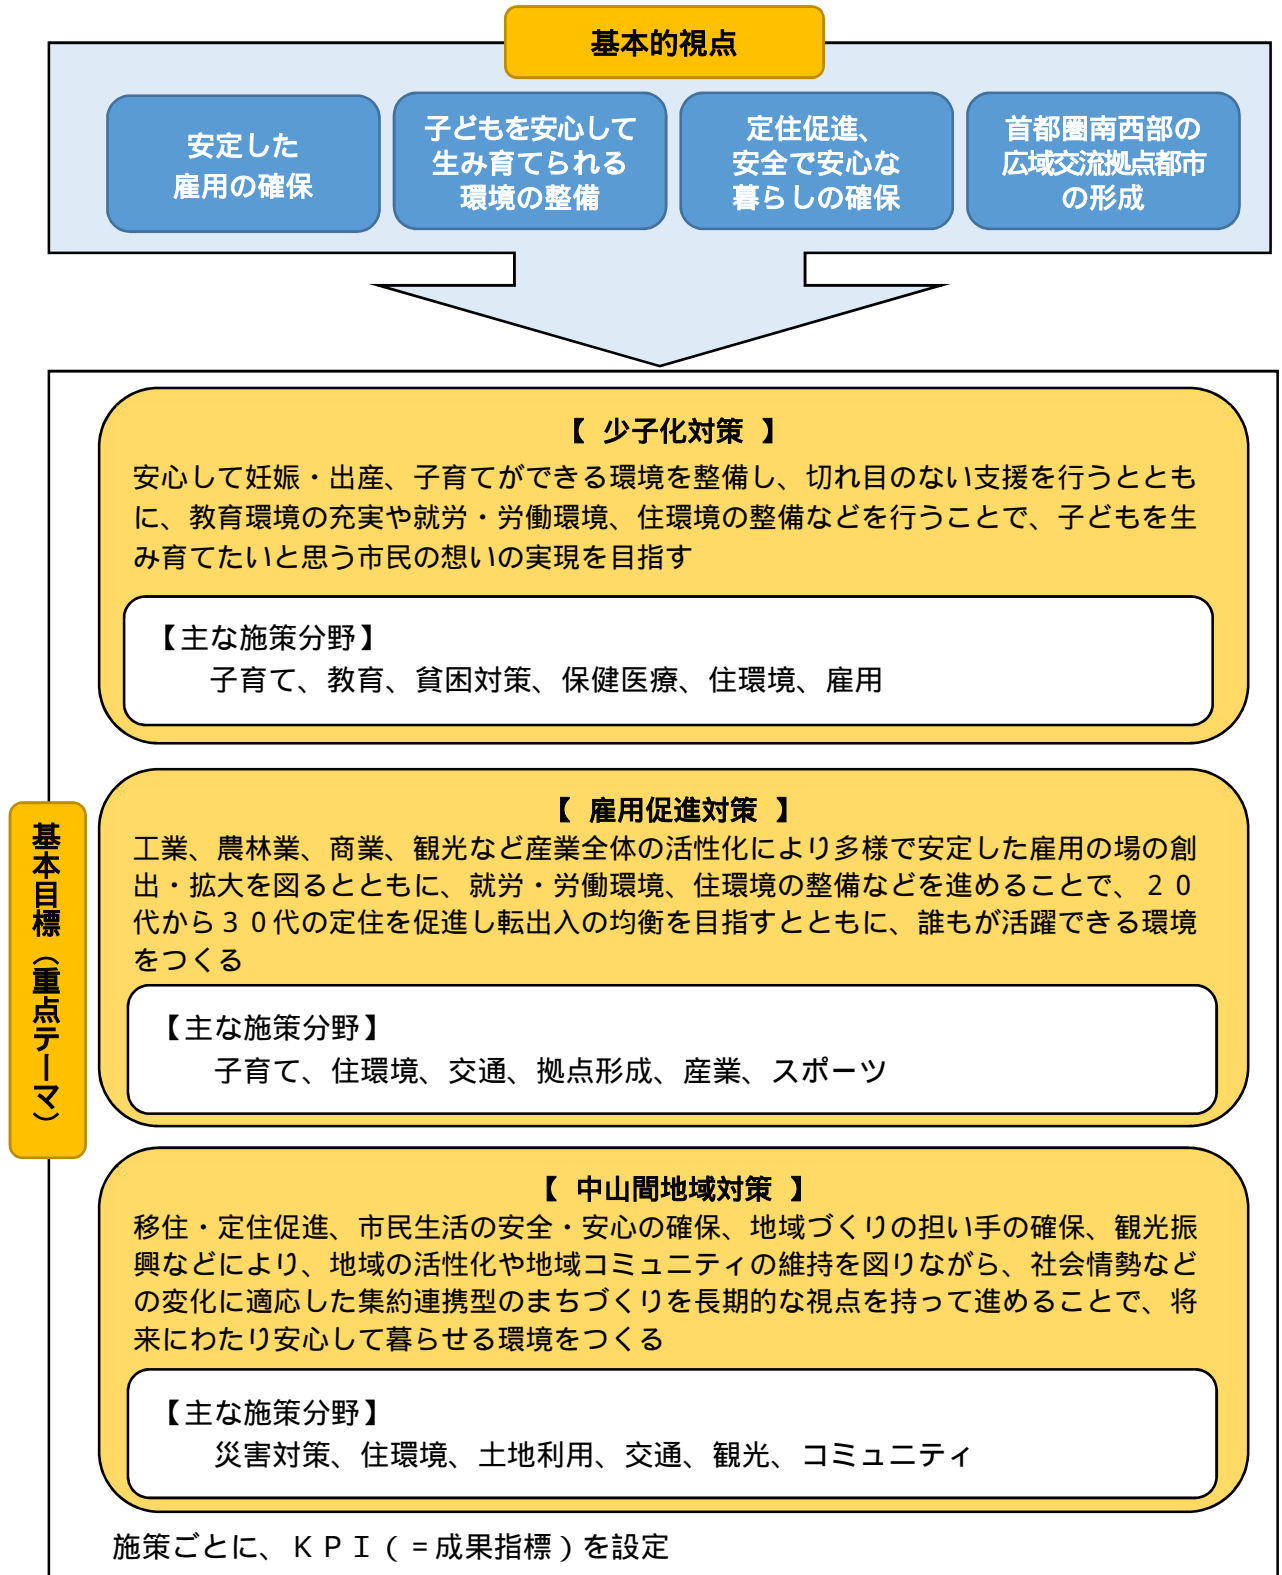 基本的視点
安定した
雇用の確保
子どもを安心して
生み育てられる
環境の整備
定住促進、
安全で安心な
暮らしの確保
首都圏南西部の
広域交流拠点都市
の形成
基本目標（重点テーマ）
【 少子化対策 】
安心して妊娠・出産、子育てができる環境を整備し、切れ目のない支援を行うととも
に、教育環境の充実や就労・労働環境、住環境の整備などを行うことで、子どもを生
み育てたいと思う市民の想いの実現を目指す
【主な施策分野】
子育て、教育、貧困対策、保健医療、住環境、雇用
【 雇用促進対策 】
工業、農林業、商業、観光など産業全体の活性化により多様で安定した雇用の場の創
出・拡大を図るとともに、就労・労働環境、住環境の整備などを進めることで、２０
代から３０代の定住を促進し転出入の均衡を目指すとともに、誰もが活躍できる環境
をつくる
【主な施策分野】
子育て、住環境、交通、拠点形成、産業、スポーツ
【 中山間地域対策 】
移住・定住促進、市民生活の安全・安心の確保、地域づくりの担い手の確保、観光振
興などにより、地域の活性化や地域コミュニティの維持を図りながら、社会情勢など
の変化に適応した集約連携型のまちづくりを長期的な視点を持って進めることで、将
来にわたり安心して暮らせる環境をつくる
【主な施策分野】
災害対策、住環境、土地利用、交通、観光、コミュニティ
施策ごとに、ＫＰＩ（＝成果指標）を設定